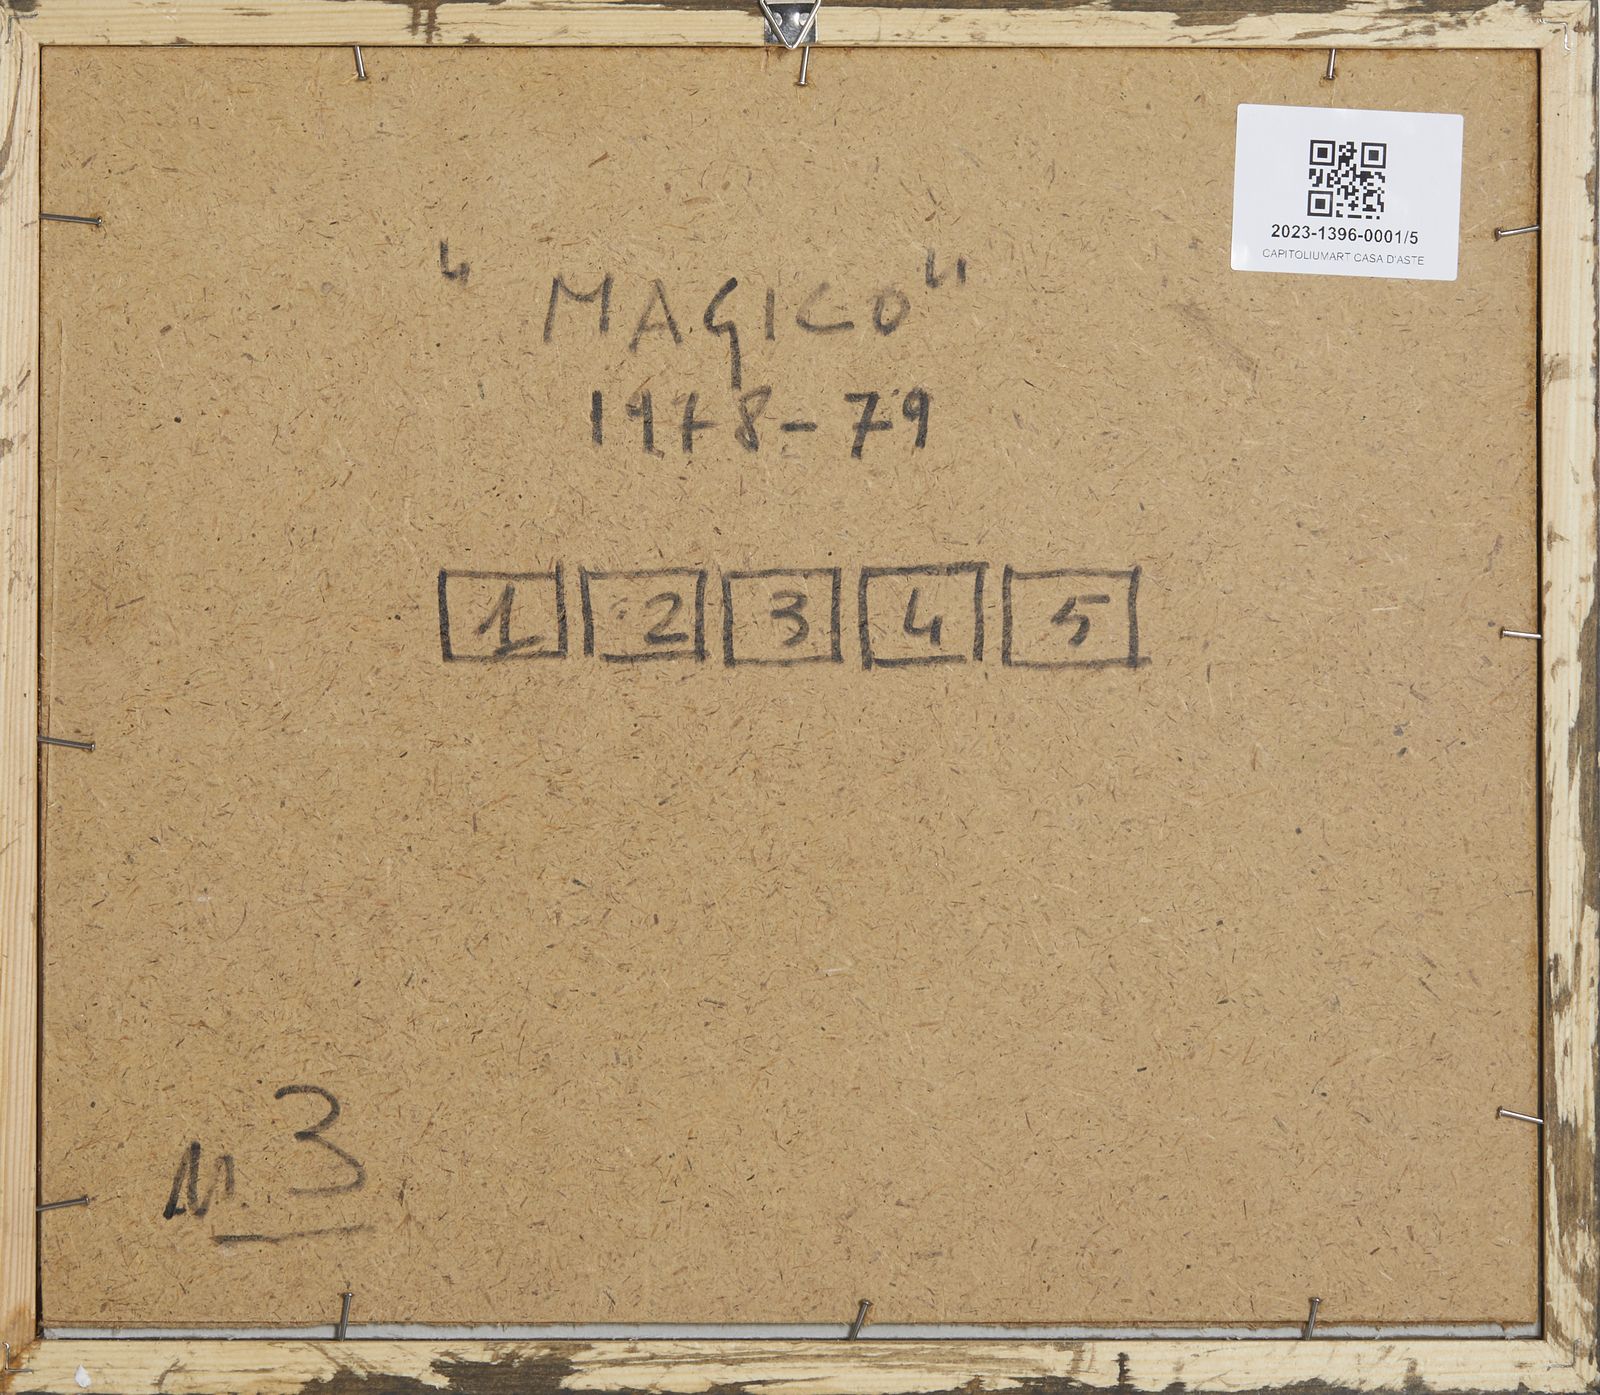 2023-1396-0001/5
CAPITOLIUMART CASA D'ASTE
" MAGICO "
1978-79
1 2 3 4 5
n. 3